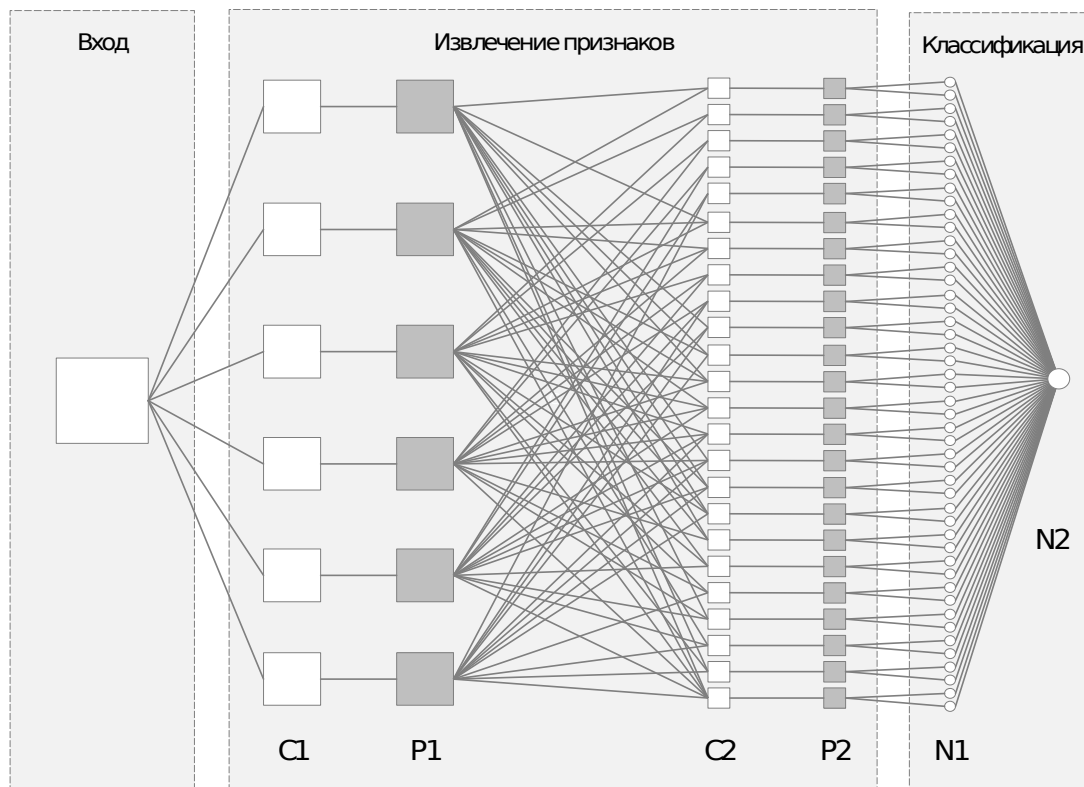 Вход
Извлечение признаков
Классификация
N2
C1
P1
C2
P2
N1